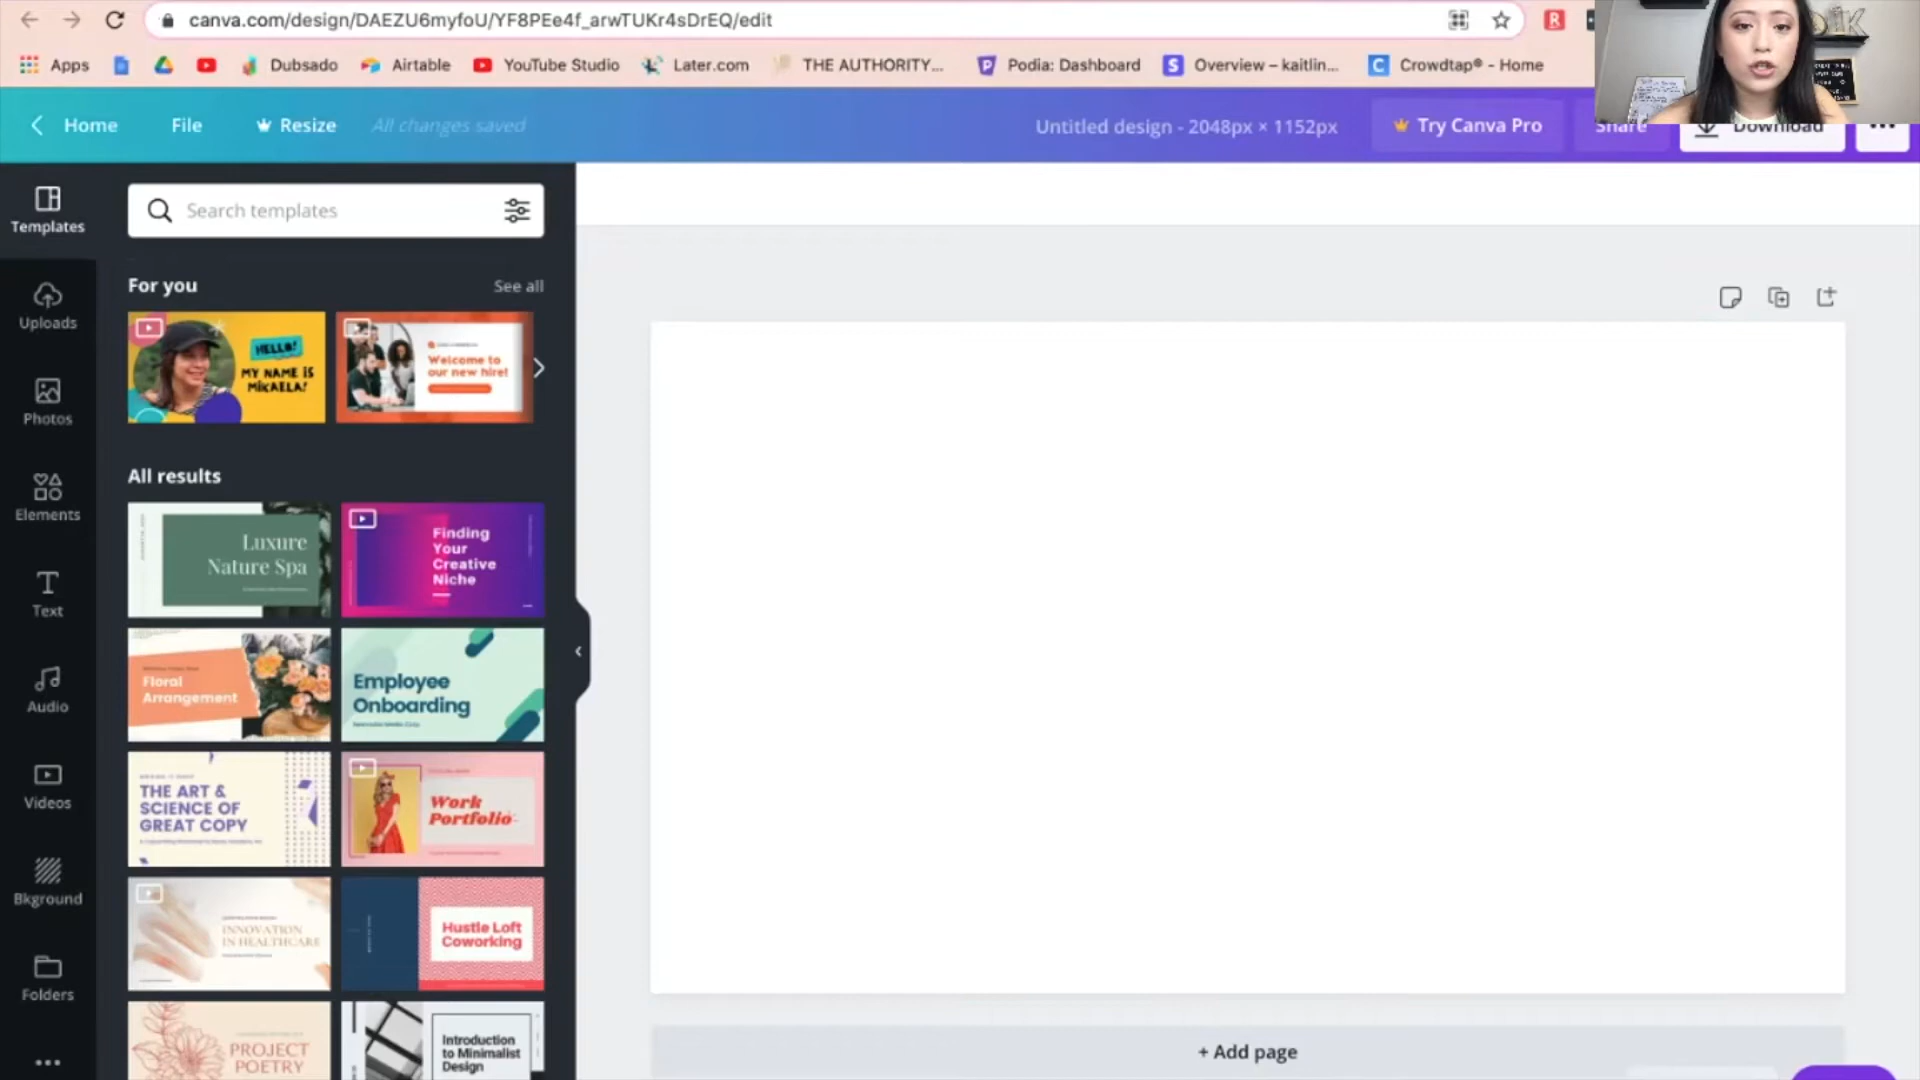 canva.com/design/DAEZU6myfoU/YF8PEe4f_arwTUKr4sDrEQ/edit
R
Apps
Dubsado
Airtable
YouTube Studio
Later.com
THE AUTHORITY...
Podia: Dashboard
S
Overview – kaitlin...
C
Crowdtap® - Home
Home
File
Resize
All changes saved
Untitled design - 2048px × 1152px
Try Canva Pro
Share
Download
Templates
Uploads
Photos
Elements
Text
Audio
Videos
Bkground
Folders
Search templates
For you
See all
HELLO!
MY NAME IS
MIKAELA!
Welcome to
our new hire!
All results
Luxure
Nature Spa
Finding
Your
Creative
Niche
Floral
Arrangement
Employee
Onboarding
THE ART &
SCIENCE OF
GREAT COPY
Work
Portfolio
INNOVATION
IN HEALTHCARE
Hustle Loft
Coworking
PROJECT
POETRY
Introduction
to Minimalist
Design
+ Add page